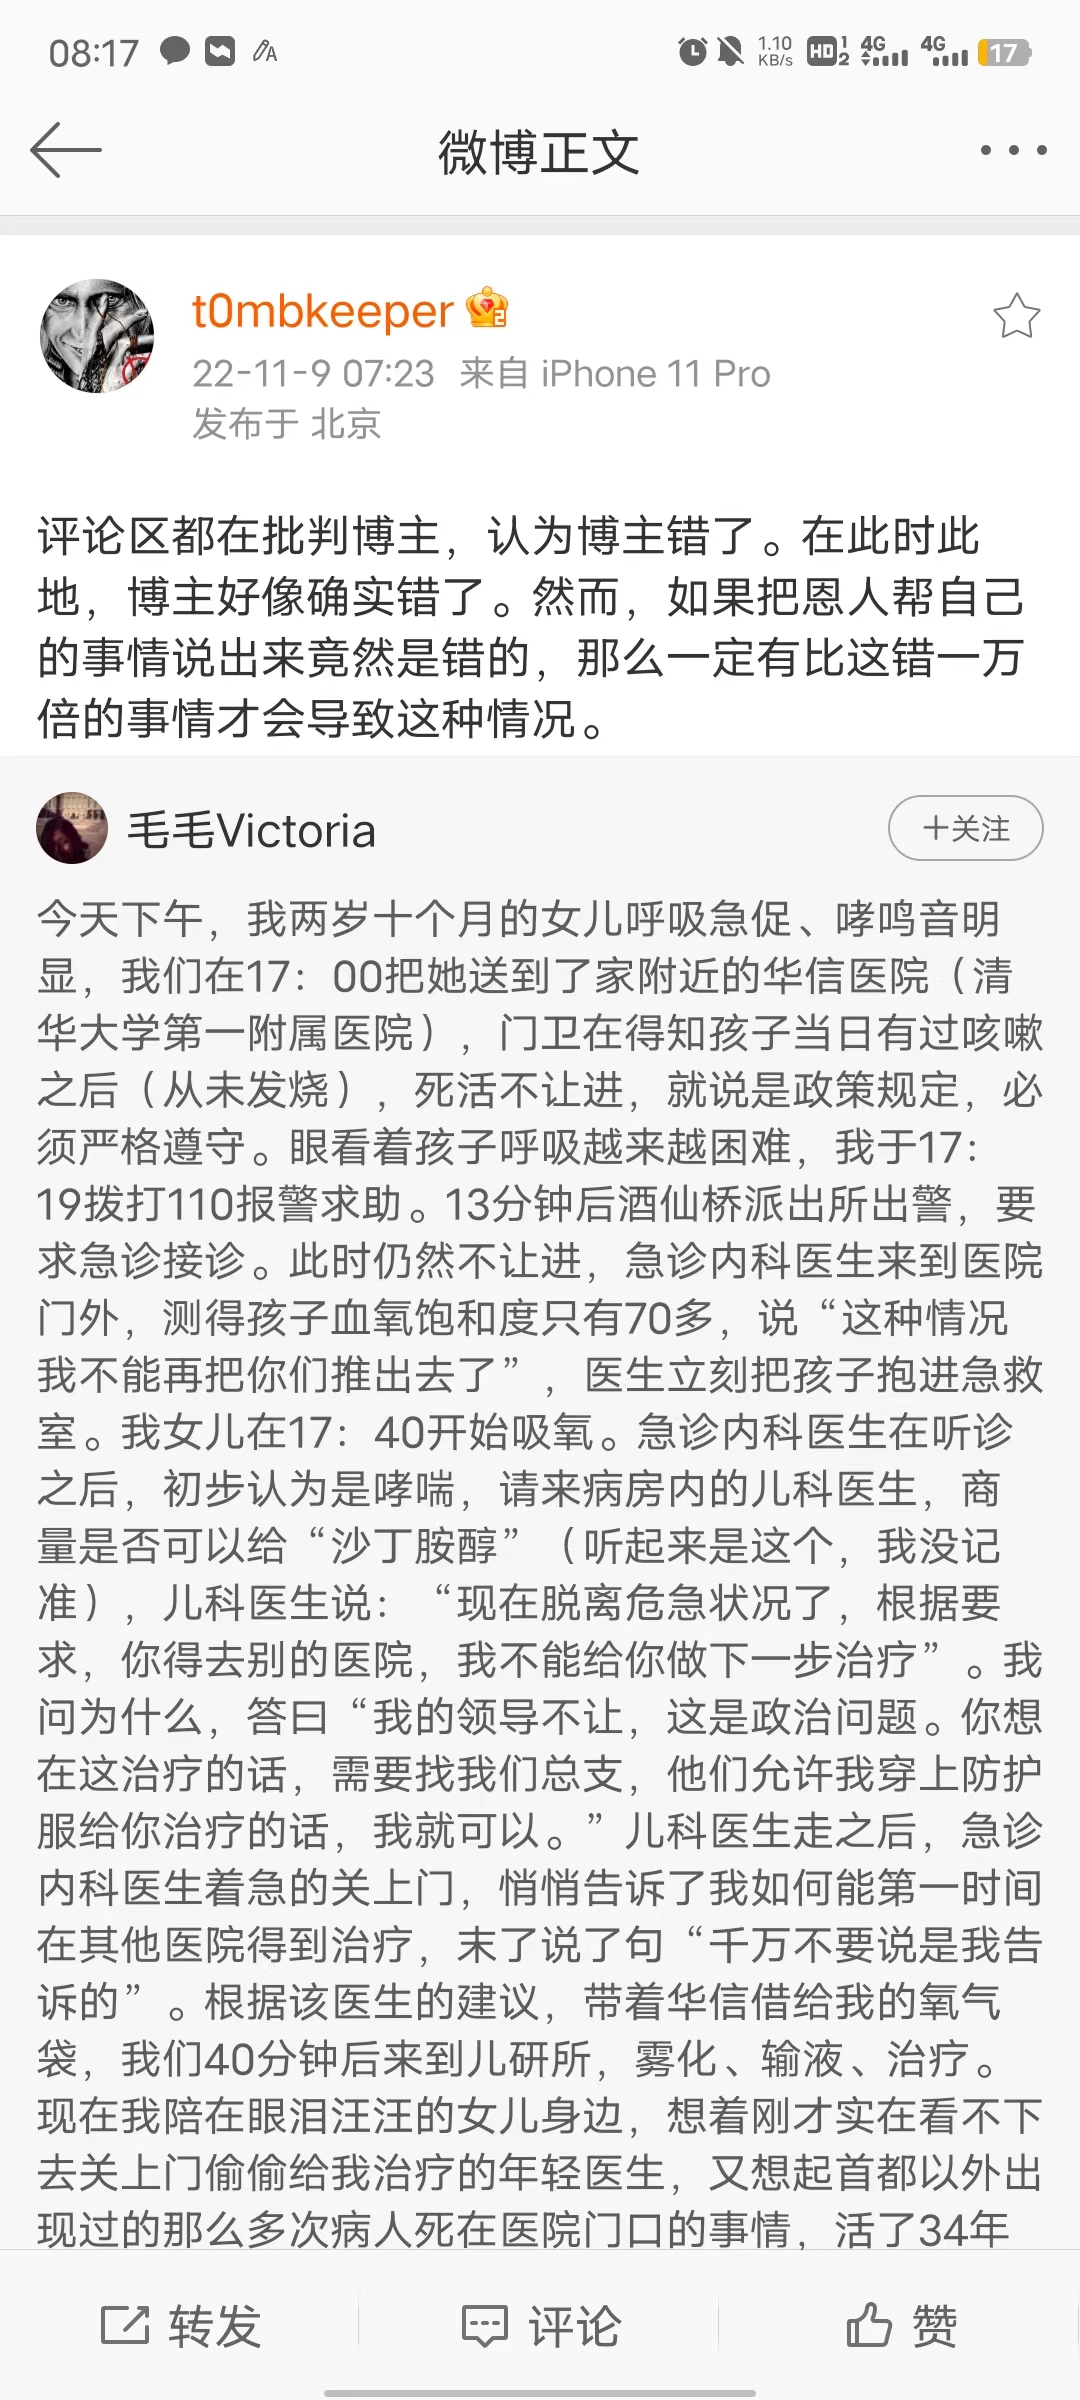 08:17
1.10 KB/s HD 1 2 4G 4G 17
微博正文
t0mbkeeper
22-11-9 07:23 来自 iPhone 11 Pro
发布于 北京
评论区都在批判博主，认为博主错了。在此时此
地，博主好像确实错了。然而，如果把恩人帮自己
的事情说出来竟然是错的，那么一定有比这错一万
倍的事情才会导致这种情况。
毛毛Victoria
+关注
今天下午，我两岁十个月的女儿呼吸急促、哮鸣音明
显，我们在17：00把她送到了家附近的华信医院（清
华大学第一附属医院），门卫在得知孩子当日有过咳嗽
之后（从未发烧），死活不让进，就说是政策规定，必
须严格遵守。眼看着孩子呼吸越来越困难，我于17：
19拨打110报警求助。13分钟后酒仙桥派出所出警，要
求急诊接诊。此时仍然不让进，急诊内科医生来到医院
门外，测得孩子血氧饱和度只有70多，说“这种情况
我不能再把你们推出去了”，医生立刻把孩子抱进急救
室。我女儿在17：40开始吸氧。急诊内科医生在听诊
之后，初步认为是哮喘，请来病房内的儿科医生，商
量是否可以给“沙丁胺醇”（听起来是这个，我没记
准），儿科医生说：“现在脱离危急状况了，根据要
求，你得去别的医院，我不能给你做下一步治疗”。我
问为什么，答曰“我的领导不让，这是政治问题。你想
在这治疗的话，需要找我们总支，他们允许我穿上防护
服给你治疗的话，我就可以。”儿科医生走之后，急诊
内科医生着急的关上门，悄悄告诉了我如何能第一时间
在其他医院得到治疗，末了说了句“千万不要说是我告
诉的”。根据该医生的建议，带着华信借给我的氧气
袋，我们40分钟后来到儿研所，雾化、输液、治疗。
现在我陪在眼泪汪汪的女儿身边，想着刚才实在看不下
去关上门偷偷给我治疗的年轻医生，又想起首都以外出
现过的那么多次病人死在医院门口的事情，活了34年
转发
评论
赞